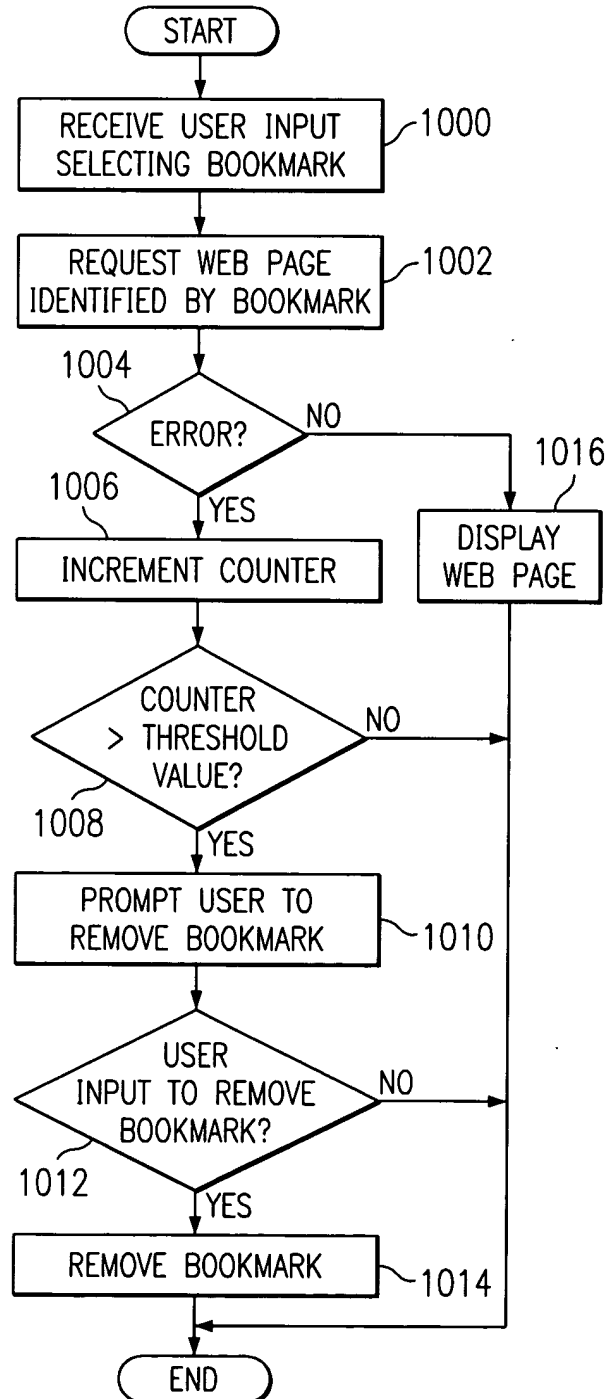 START
RECEIVE USER INPUT
SELECTING BOOKMARK
1000
REQUEST WEB PAGE
IDENTIFIED BY BOOKMARK
1002
1004
ERROR?
NO
YES
1016
DISPLAY
WEB PAGE
1006
INCREMENT COUNTER
COUNTER
> THRESHOLD
VALUE?
NO
1008
YES
PROMPT USER TO
REMOVE BOOKMARK
1010
USER
INPUT TO REMOVE
BOOKMARK?
NO
1012
YES
REMOVE BOOKMARK
1014
END